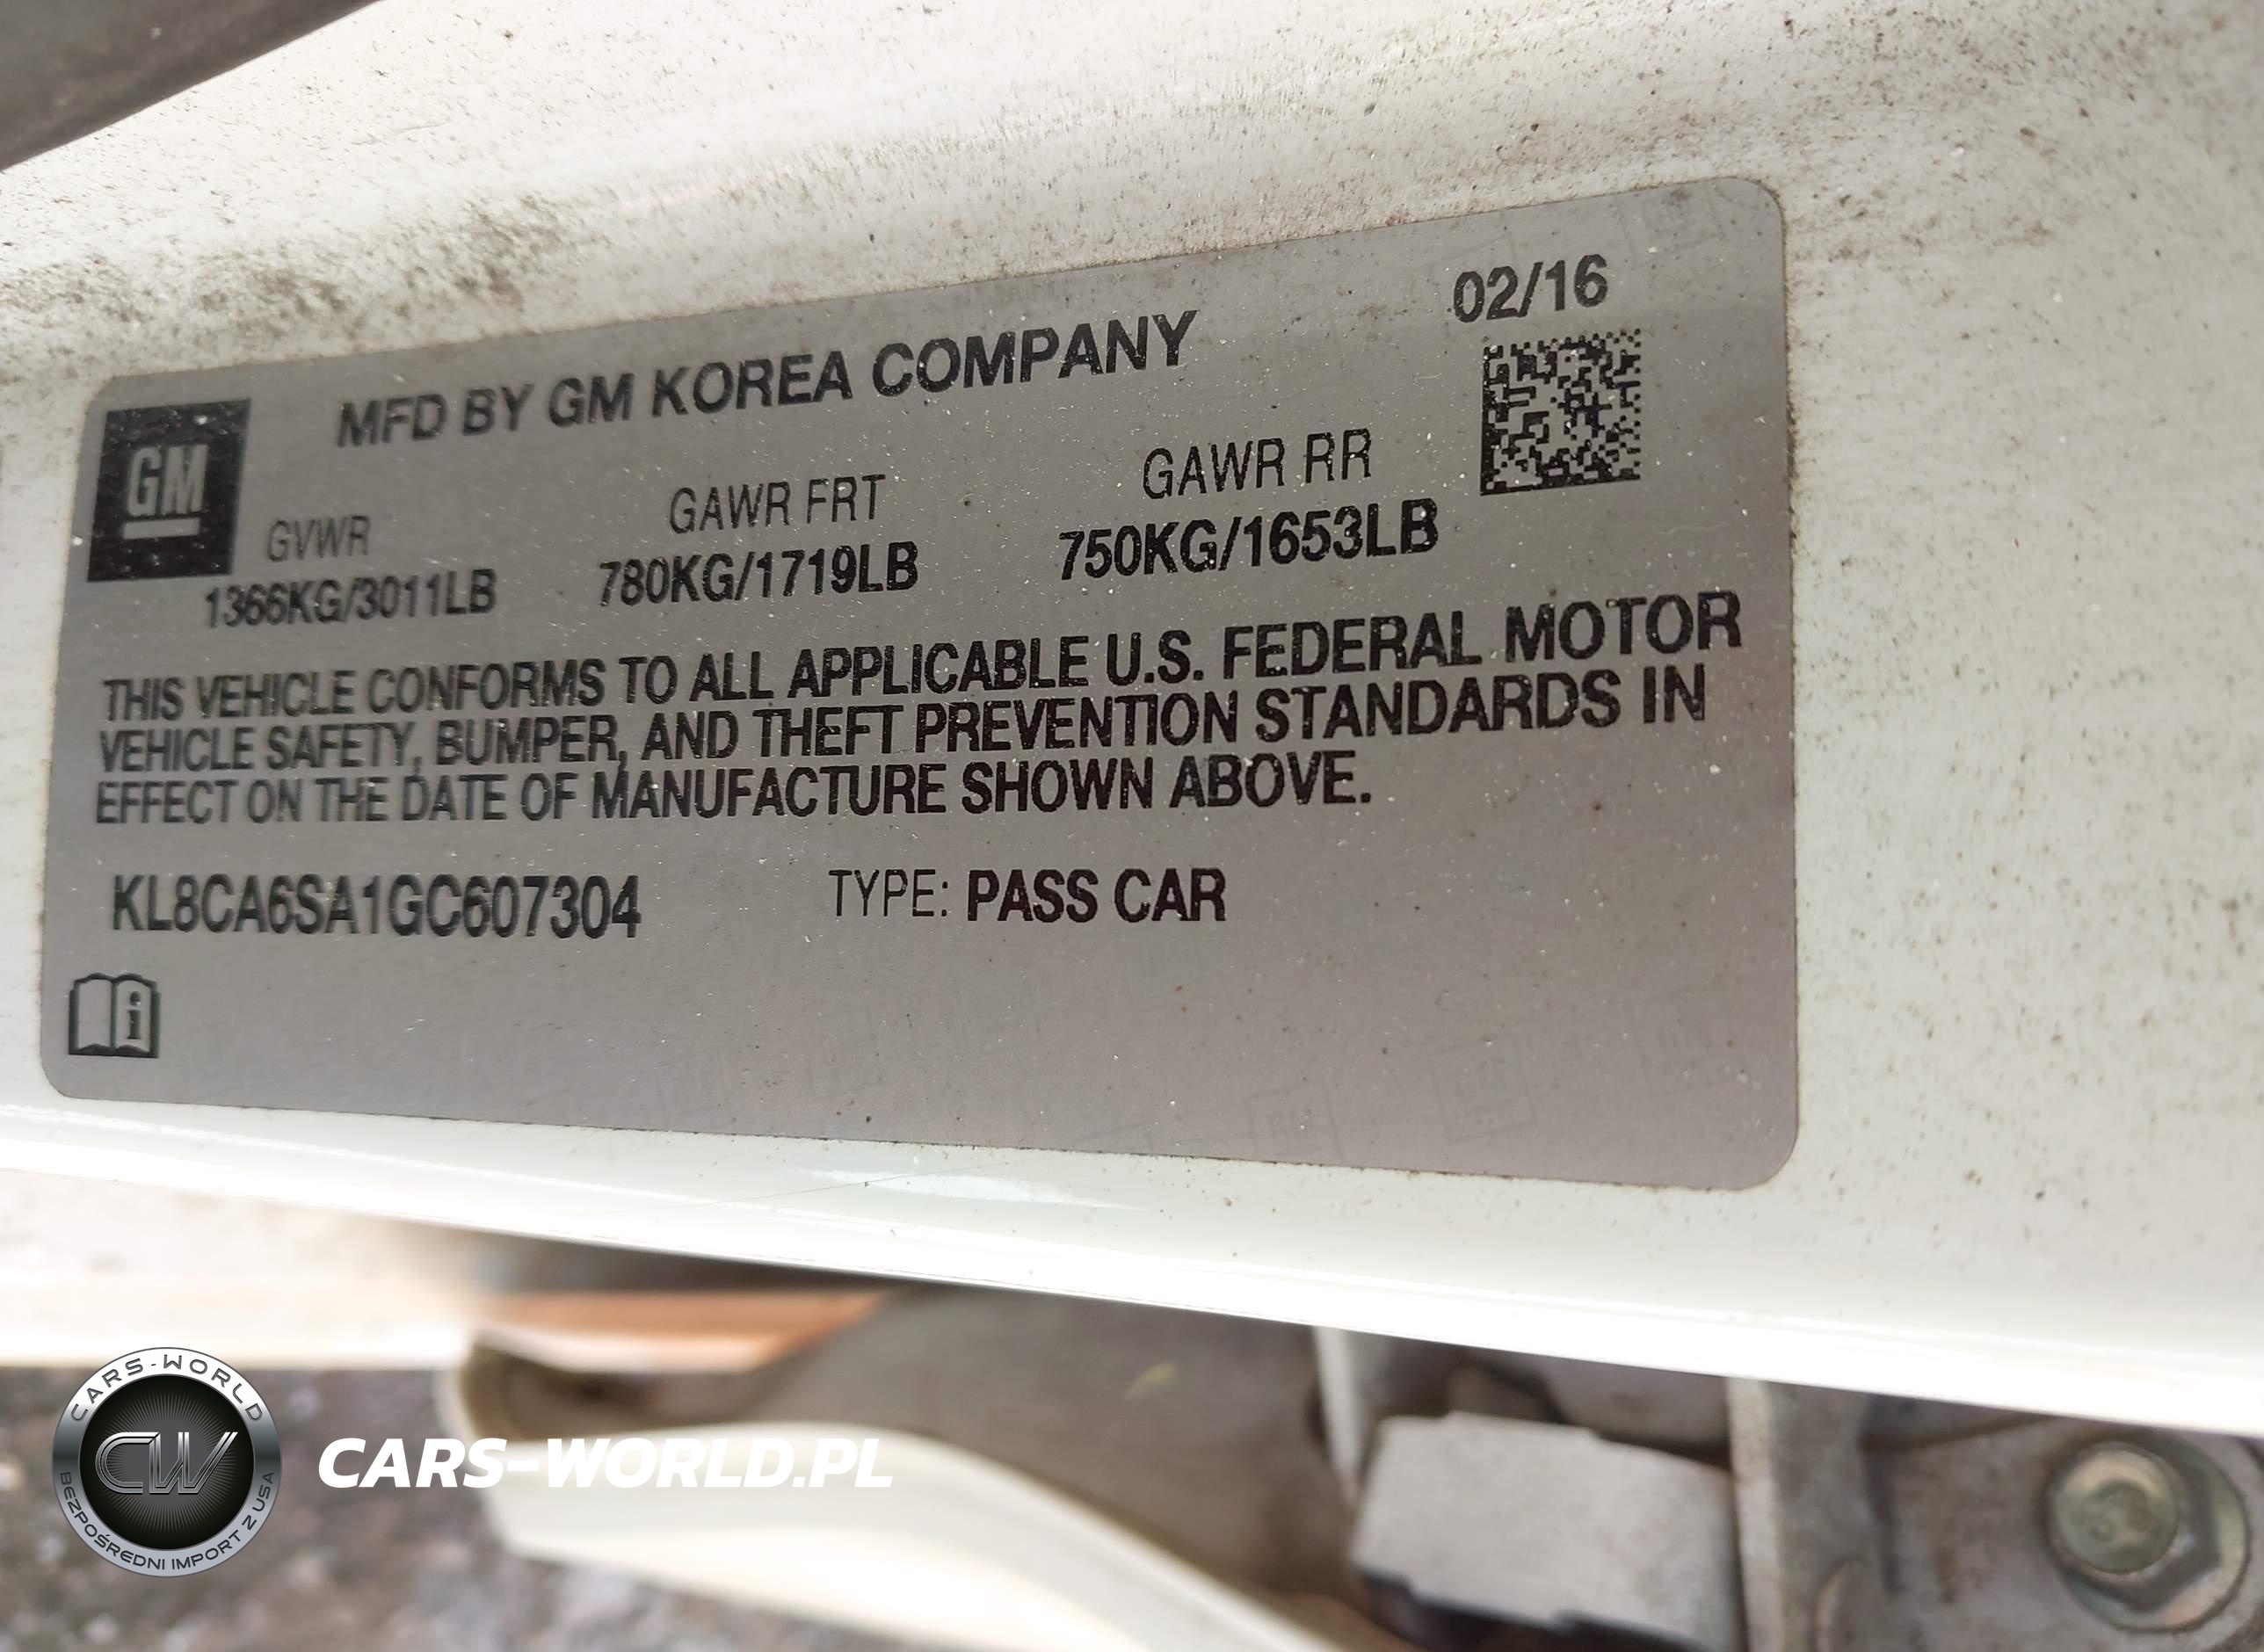 02/16
MFD BY GM KOREA COMPANY
GM
GVWR GAWR FRT GAWR RR
1366KG/3011LB 780KG/1719LB 750KG/1653LB
THIS VEHICLE CONFORMS TO ALL APPLICABLE U.S. FEDERAL MOTOR
VEHICLE SAFETY, BUMPER, AND THEFT PREVENTION STANDARDS IN
EFFECT ON THE DATE OF MANUFACTURE SHOWN ABOVE.
KL8CA6SA1GC607304 TYPE: PASS CAR
i
CARS-WORLD
CW
BEZPOŚREDNI IMPORT Z USA
CARS-WORLD.PL